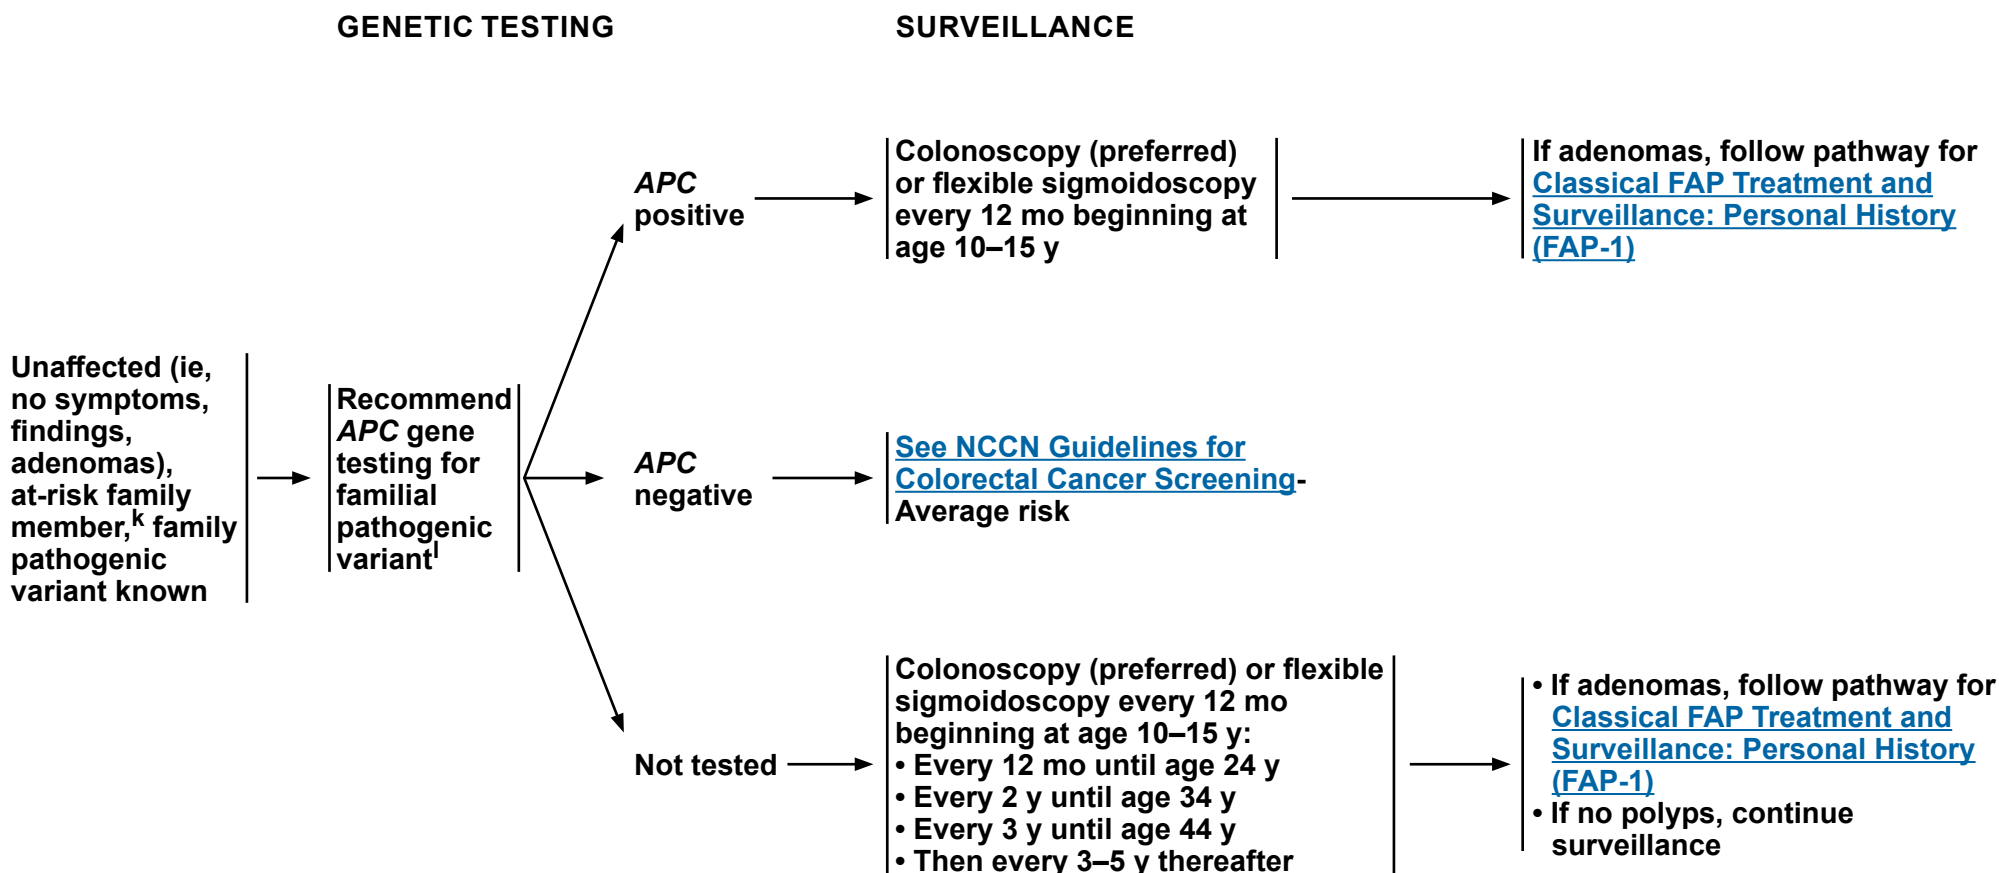 GENETIC TESTING
SURVEILLANCE
Unaffected (ie,
no symptoms,
findings,
adenomas),
at-risk family
member,k family
pathogenic
variant known
Recommend
APC gene
testing for
familial
pathogenic
variantl
APC
positive
Colonoscopy (preferred)
or flexible sigmoidoscopy
every 12 mo beginning at
age 10–15 y
If adenomas, follow pathway for
Classical FAP Treatment and
Surveillance: Personal History
(FAP-1)
APC
negative
See NCCN Guidelines for
Colorectal Cancer Screening-
Average risk
Not tested
Colonoscopy (preferred) or flexible
sigmoidoscopy every 12 mo
beginning at age 10–15 y:
• Every 12 mo until age 24 y
• Every 2 y until age 34 y
• Every 3 y until age 44 y
• Then every 3–5 y thereafter
• If adenomas, follow pathway for
Classical FAP Treatment and
Surveillance: Personal History
(FAP-1)
• If no polyps, continue
surveillance